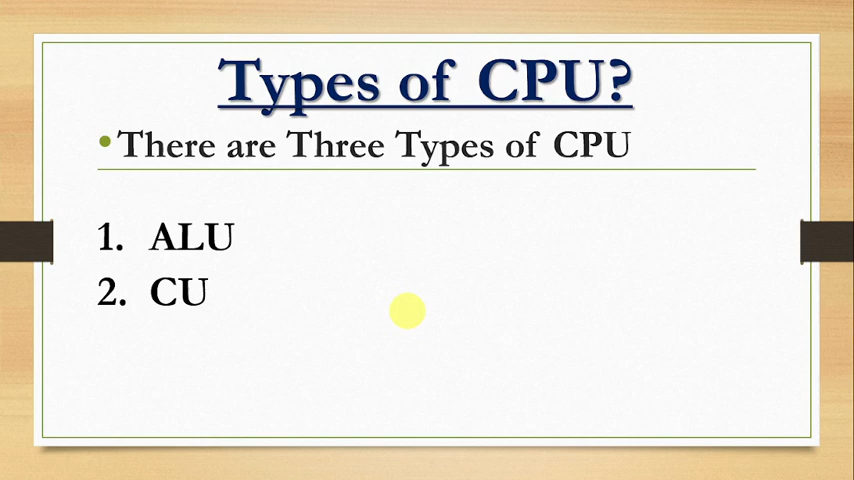 Types of CPU?
• There are Three Types of CPU
1. ALU
2. CU